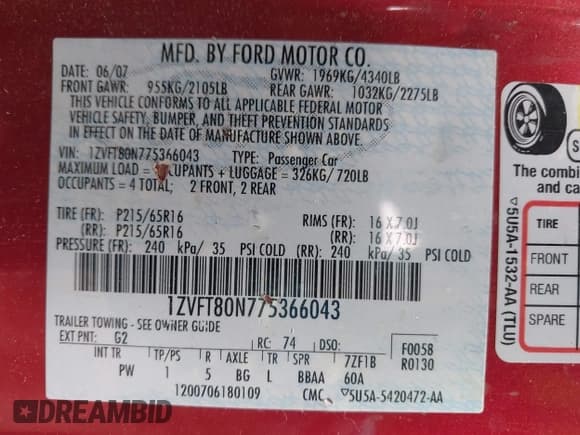 MFD. BY FORD MOTOR CO.
DATE: 06/07 GVWR: 1969KG/4340LB
FRONT GAWR: 955KG/2105LB REAR GAWR: 1032KG/2275LB
THIS VEHICLE CONFORMS TO ALL APPLICABLE FEDERAL MOTOR
VEHICLE SAFETY, BUMPER, AND THEFT PREVENTION STANDARDS
IN EFFECT ON THE DATE OF MANUFACTURE SHOWN ABOVE.
VIN: 1ZVFT80N775366043 TYPE: Passenger Car
MAXIMUM LOAD = OCCUPANTS + LUGGAGE = 326KG/720LB
OCCUPANTS = 4 TOTAL; 2 FRONT, 2 REAR
TIRE (FR): P215/65R16 RIMS (FR): 16 X 7.0J
(RR): P215/65R16 (RR): 16 X 7.0J
PRESSURE (FR): 240 kPa/ 35 PSI COLD (RR): 240 kPa/ 35 PSI COLD
1ZVFT80N775366043
TRAILER TOWING - SEE OWNER GUIDE
EXT PNT: G2 RC: 74 DSO: F0058
INT TR TP/PS R AXLE TR SPR 7ZF1B R0130
PW 1 5 BG L BBAA 60A
1200706180109 CMC ▽5U5A-5420472-AA
S
The combin
and ca
TIRE
FRONT
REAR
SPARE
▽5U5A-1532-AA (TLU)
DREAMBID